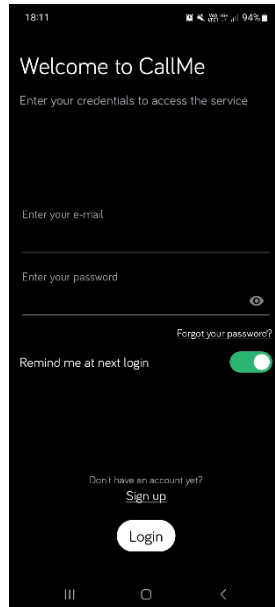 18:11
94%
Welcome to CallMe
Enter your credentials to access the service
Enter your e-mail
Enter your password
Forgot your password?
Remind me at next login
Don't have an account yet?
Sign up
Login